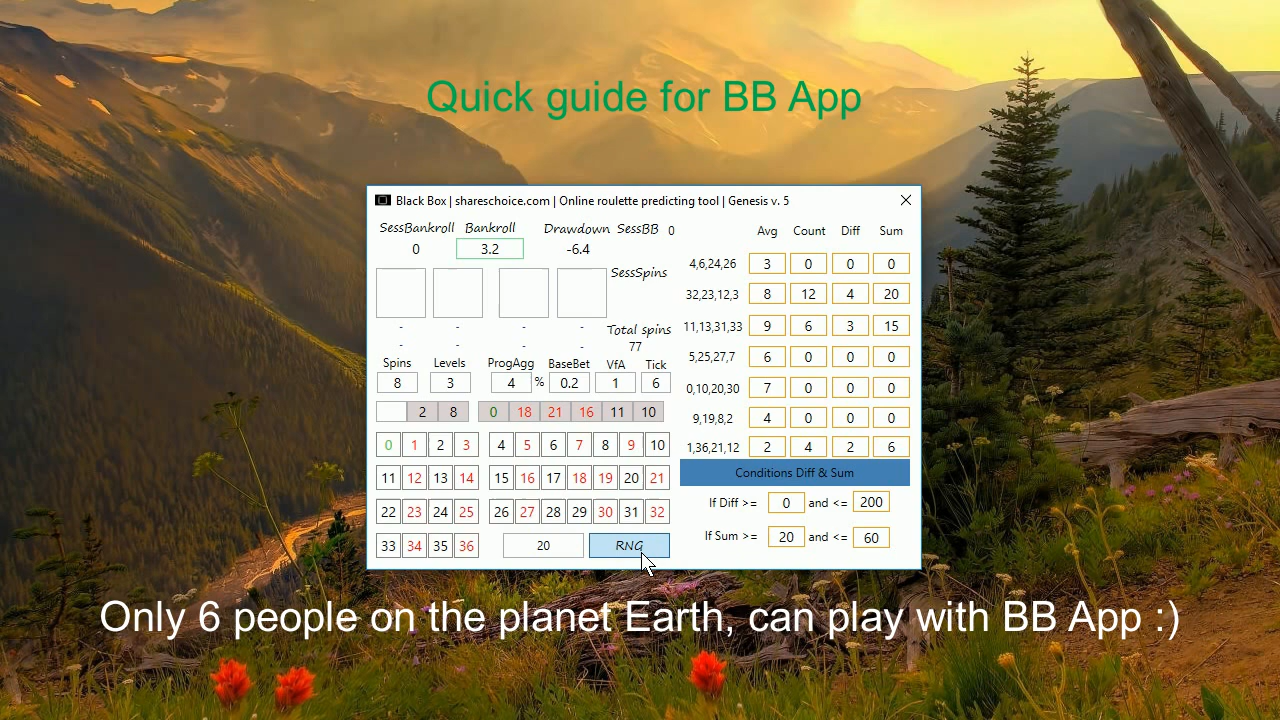 Quick guide for BB App
Black Box | shareschoice.com | Online roulette predicting tool | Genesis v. 5
SessBankroll Bankroll Drawdown SessBB 0
0 3.2 -6.4
SessSpins
- - - -
Total spins
- - - -
77
Spins Levels ProgAgg BaseBet VfA Tick
8 3 4 % 0.2 1 6
2 8 0 18 21 16 11 10
0 1 2 3 4 5 6 7 8 9 10
11 12 13 14 15 16 17 18 19 20 21
22 23 24 25 26 27 28 29 30 31 32
33 34 35 36 20 RNG
Avg Count Diff Sum
4,6,24,26 3 0 0 0
32,23,12,3 8 12 4 20
11,13,31,33 9 6 3 15
5,25,27,7 6 0 0 0
0,10,20,30 7 0 0 0
9,19,8,2 4 0 0 0
1,36,21,12 2 4 2 6
Conditions Diff & Sum
If Diff >= 0 and <= 200
If Sum >= 20 and <= 60
Only 6 people on the planet Earth, can play with BB App :)